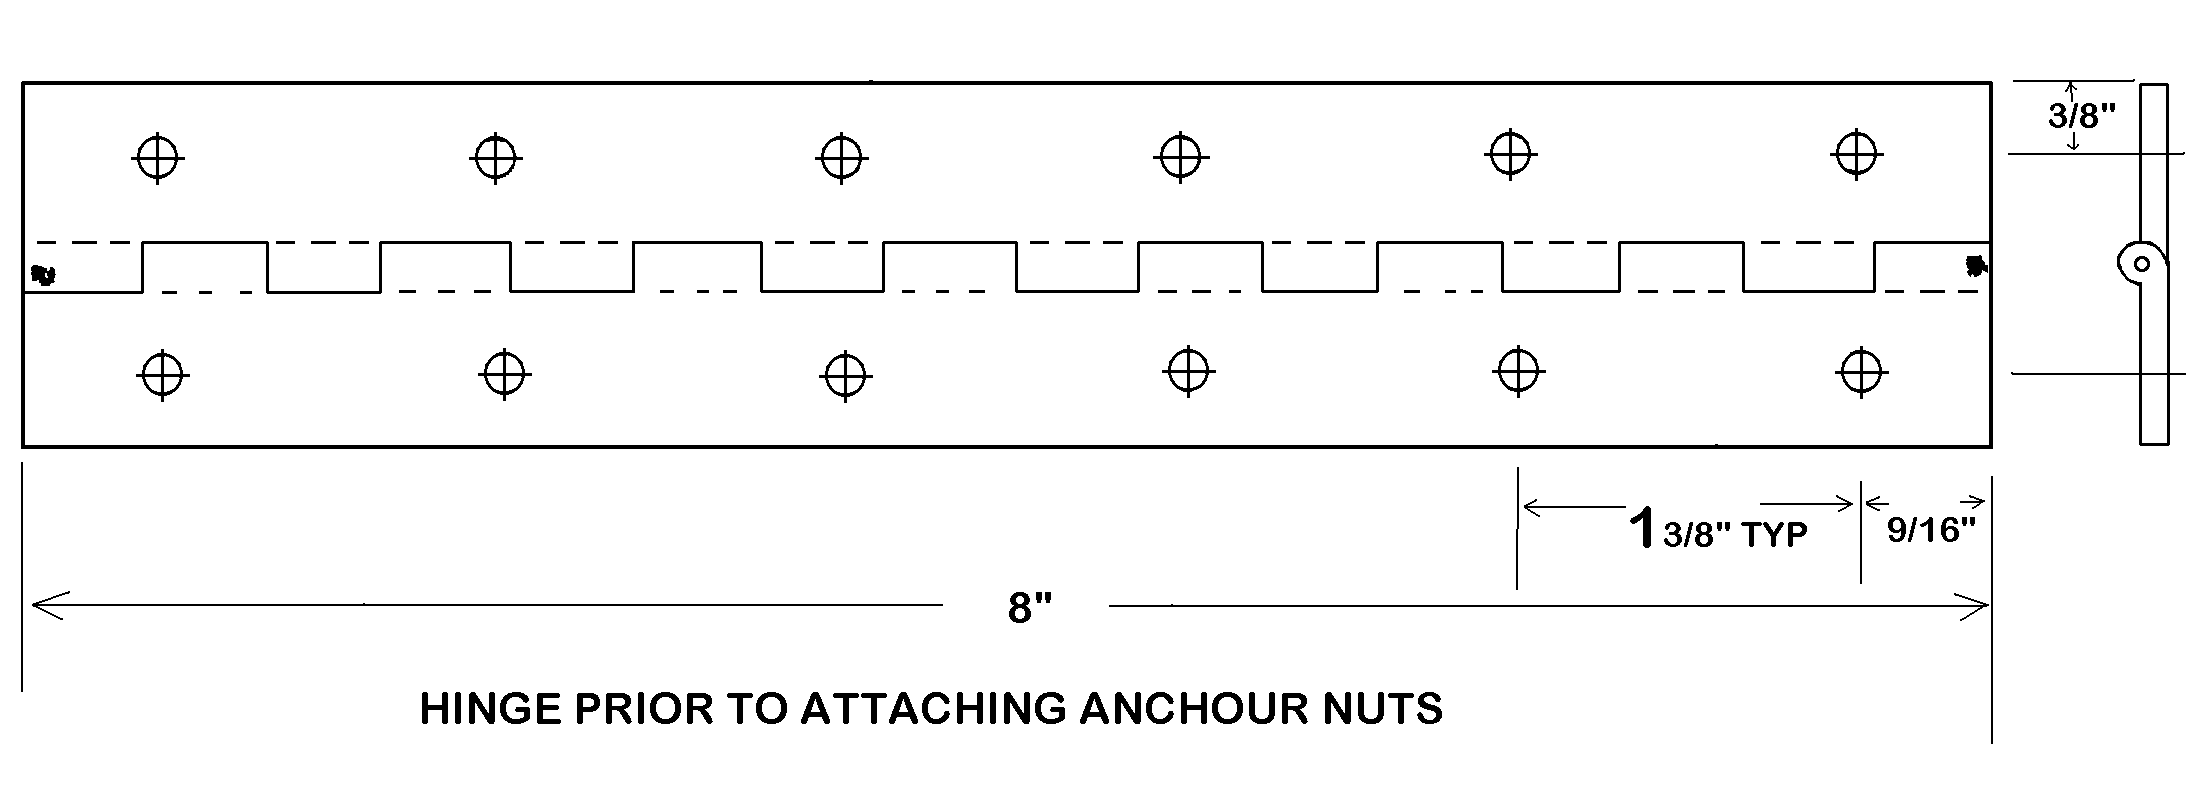 3/8"
1 3/8" TYP
9/16"
8"
HINGE PRIOR TO ATTACHING ANCHOUR NUTS